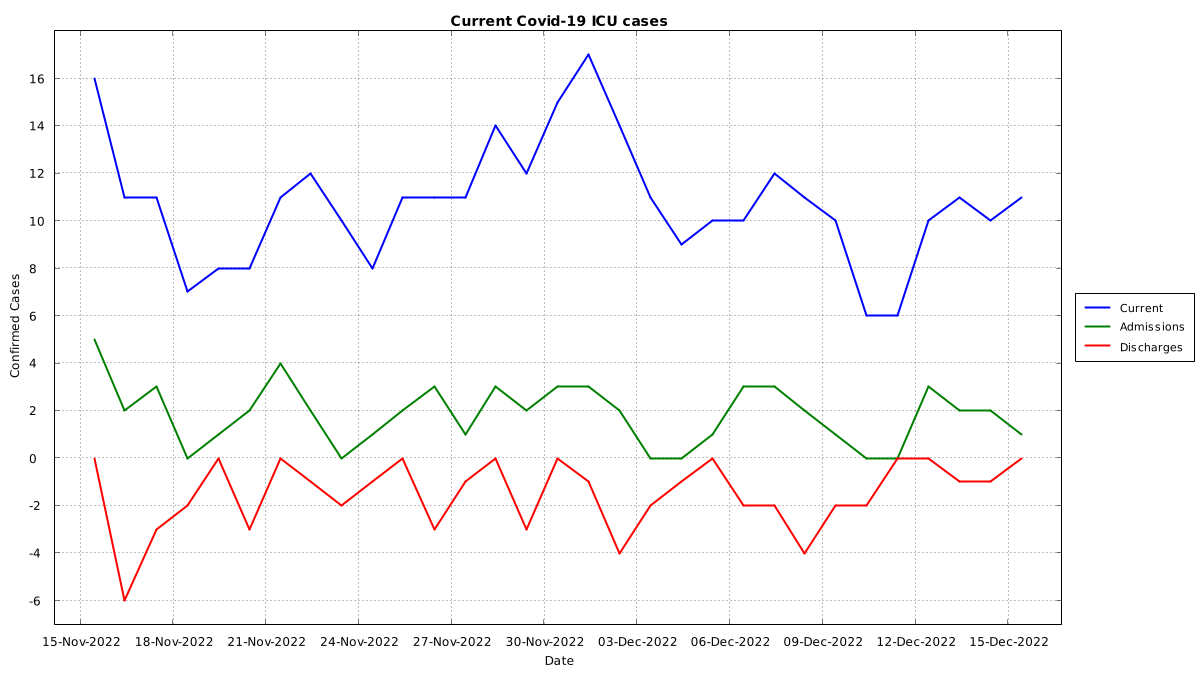 Current Covid-19 ICU cases
16
14
12
10
8
6
4
2
0
-2
-4
-6
Confirmed Cases
15-Nov-2022 18-Nov-2022 21-Nov-2022 24-Nov-2022 27-Nov-2022 30-Nov-2022 03-Dec-2022 06-Dec-2022 09-Dec-2022 12-Dec-2022 15-Dec-2022
Date
Current
Admissions
Discharges